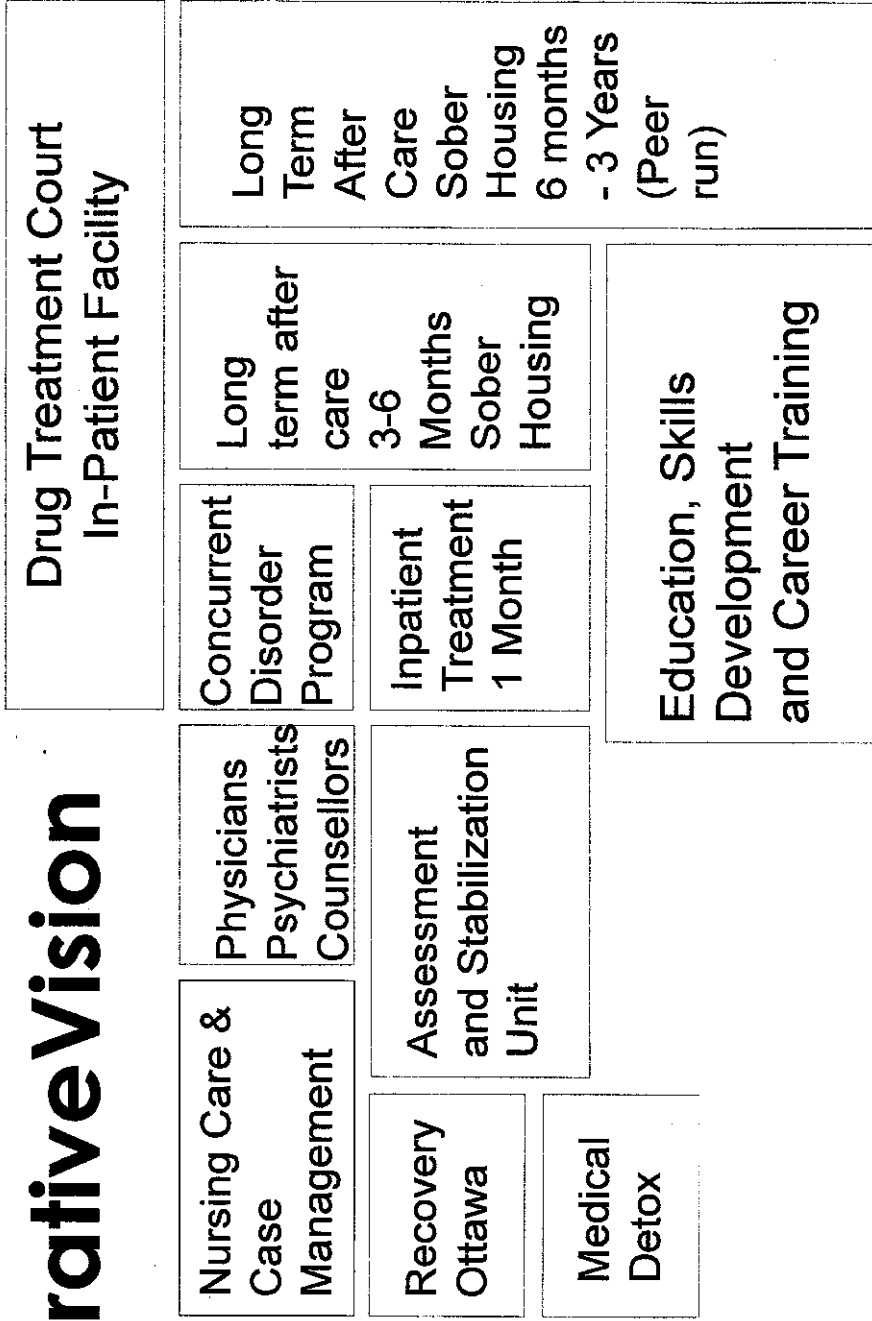 rativeVision
Drug Treatment Court
In-Patient Facility
Nursing Care &
Case
Management
Physicians
Psychiatrists
Counsellors
Concurrent
Disorder
Program
Long
term after
care
3-6
Months
Sober
Housing
Long
Term
After
Care
Sober
Housing
6 months
- 3 Years
(Peer
run)
Recovery
Ottawa
Assessment
and Stabilization
Unit
Inpatient
Treatment
1 Month
Medical
Detox
Education, Skills
Development
and Career Training